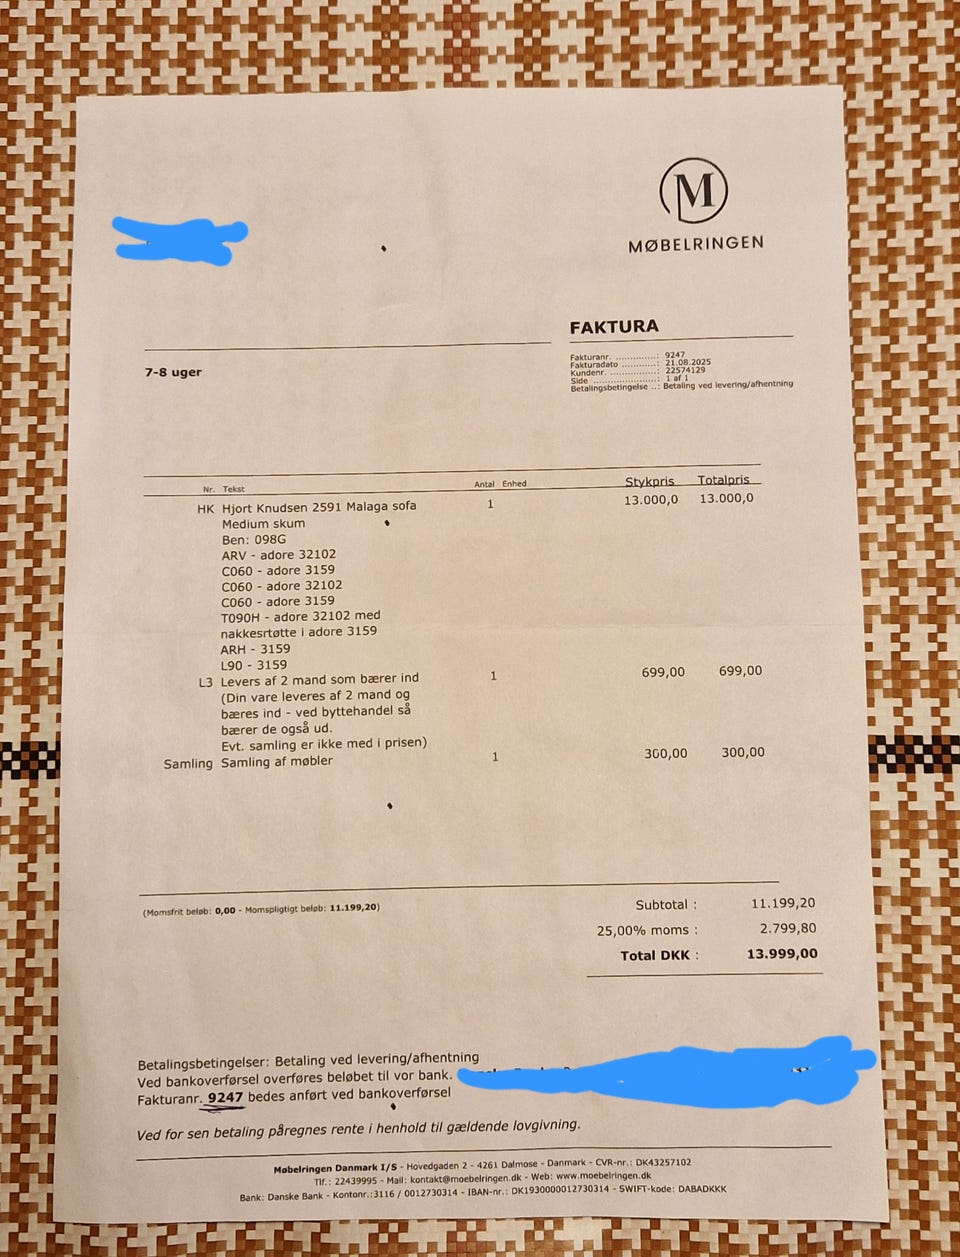 M
MØBELRINGEN
FAKTURA
Fakturanr. ..............: 9247
Fakturadato ...........: 21.08.2025
Kundenr. ................: 22574129
Side .....................: 1 af 1
Betalingsbetingelse ..: Betaling ved levering/afhentning
7-8 uger
Nr. Tekst Antal Enhed Stykpris Totalpris
HK Hjort Knudsen 2591 Malaga sofa 1 13.000,0 13.000,0
Medium skum
Ben: 098G
ARV - adore 32102
C060 - adore 3159
C060 - adore 32102
C060 - adore 3159
T090H - adore 32102 med
nakkesrtøtte i adore 3159
ARH - 3159
L90 - 3159
L3 Levers af 2 mand som bærer ind 1 699,00 699,00
(Din vare leveres af 2 mand og
bæres ind - ved byttehandel så
bærer de også ud.
Evt. samling er ikke med i prisen)
Samling Samling af møbler 1 300,00 300,00
(Momsfrit beløb: 0,00 - Momspligtigt beløb: 11.199,20)
Subtotal : 11.199,20
25,00% moms : 2.799,80
Total DKK : 13.999,00
Betalingsbetingelser: Betaling ved levering/afhentning
Ved bankoverførsel overføres beløbet til vor bank.
Fakturanr. 9247 bedes anført ved bankoverførsel
Ved for sen betaling påregnes rente i henhold til gældende lovgivning.
Møbelringen Danmark I/S - Hovedgaden 2 - 4261 Dalmose - Danmark - CVR-nr.: DK43257102
Tlf.: 22439995 - Mail: kontakt@moebelringen.dk - Web: www.moebelringen.dk
Bank: Danske Bank - Kontonr.:3116 / 0012730314 - IBAN-nr.: DK1930000012730314 - SWIFT-kode: DABADKKK